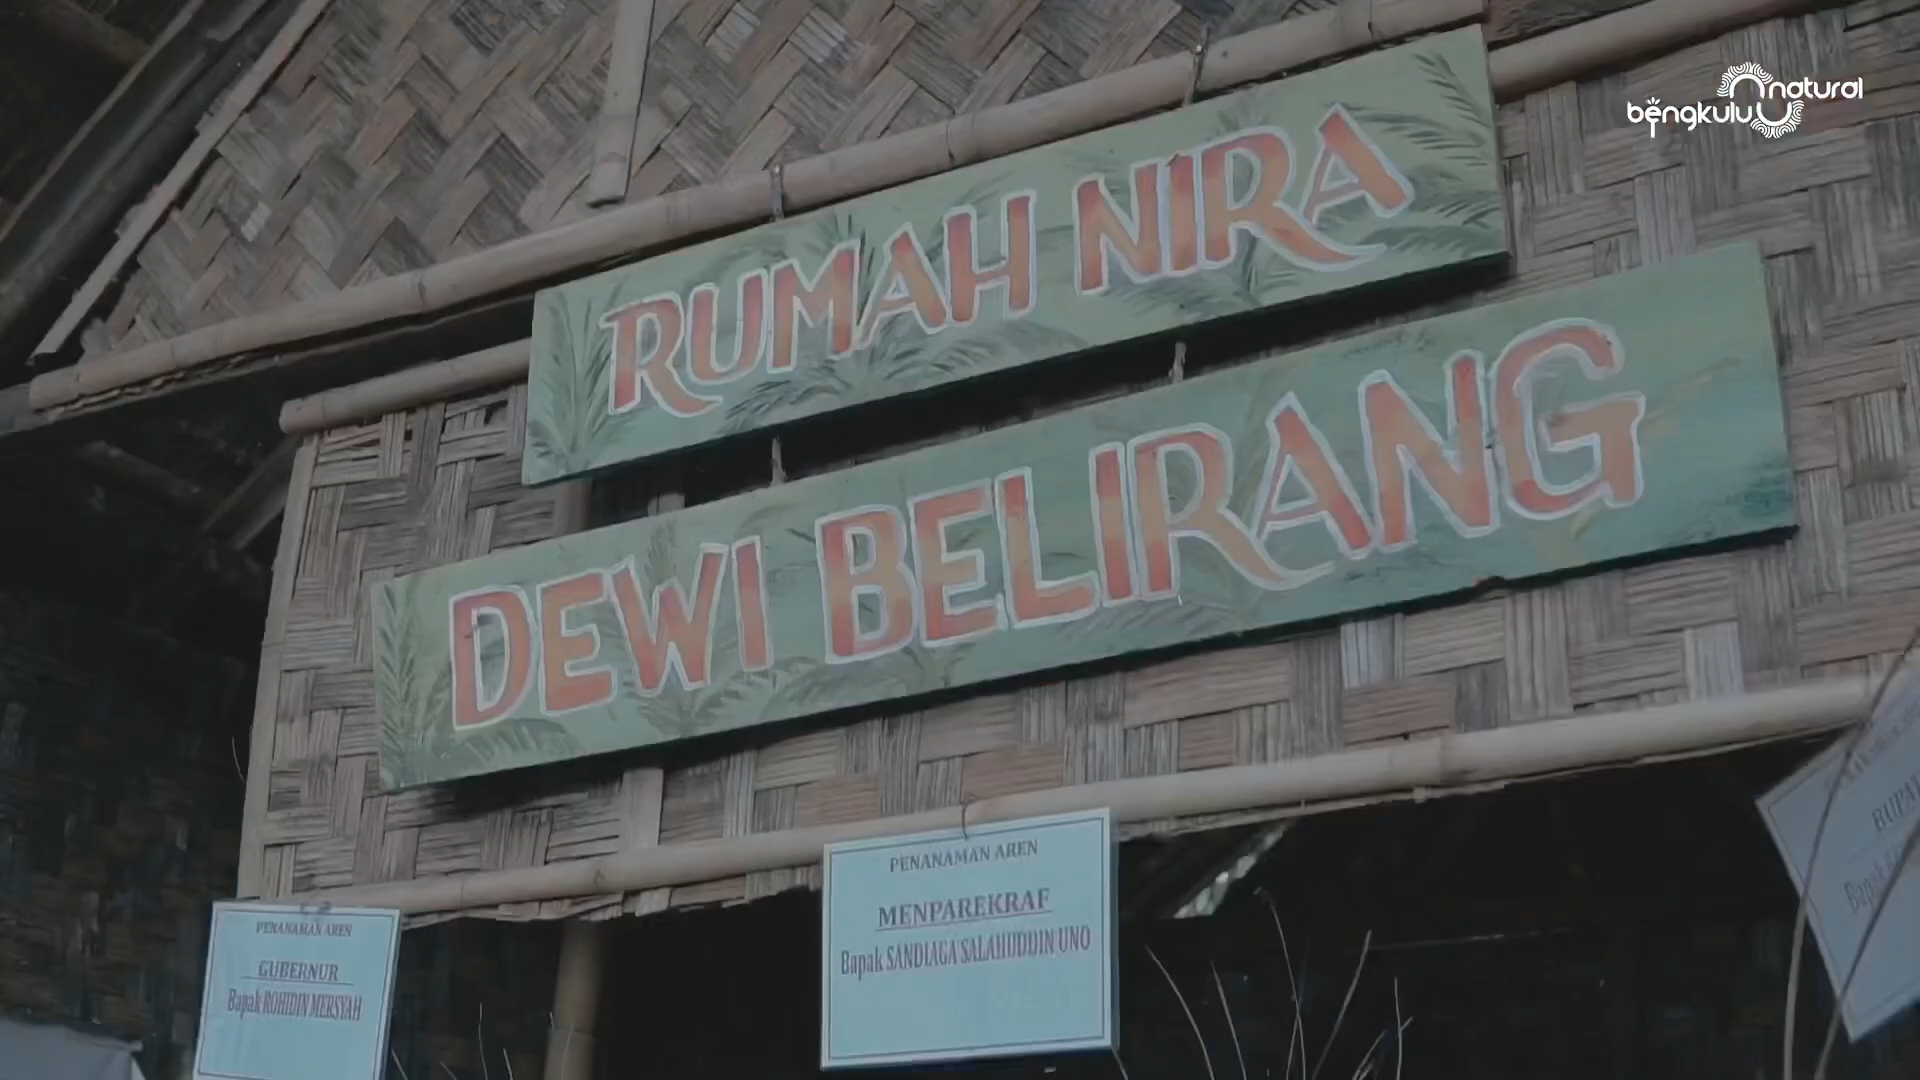 bengkulu natural
RUMAH NIRA
DEWI BELIRANG
PENANAMAN AREN
MENPAREKRAF
Bapak SANDIAGA SALAHUDDIN UNO
PENANAMAN AREN
GUBERNUR
Bapak ROHIDIN MERSYAH